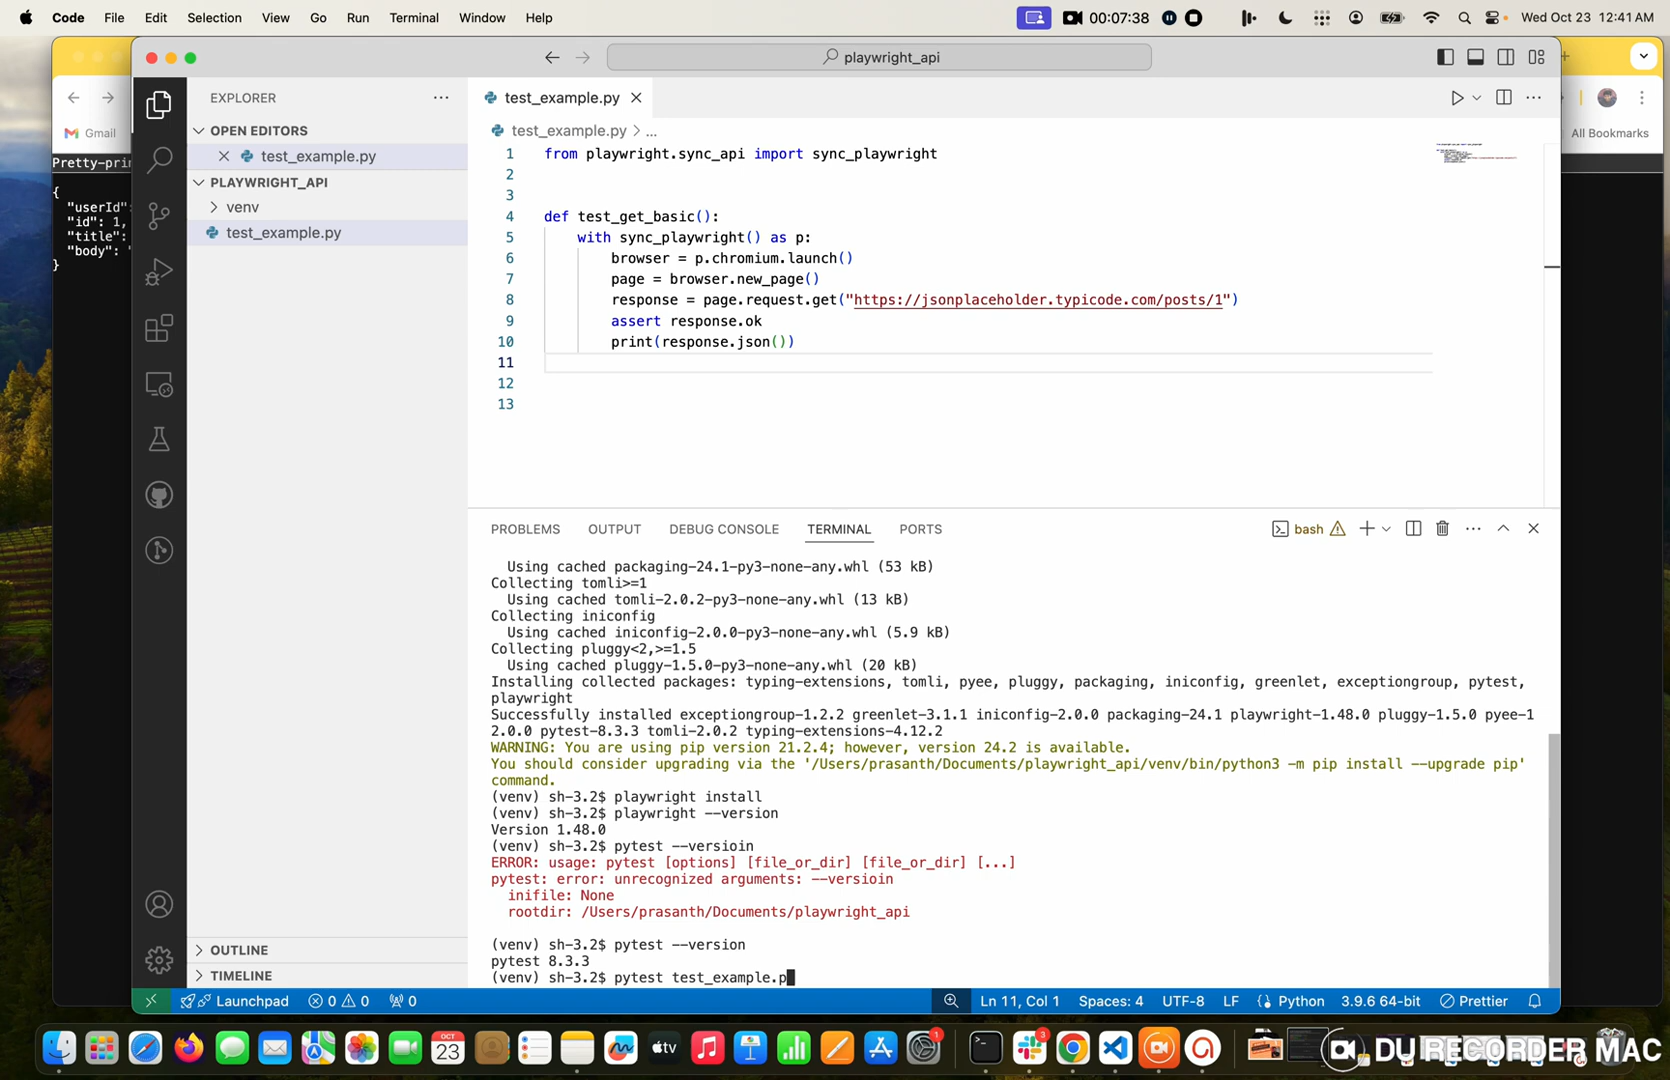 Code File Edit Selection View Go Run Terminal Window Help 00:07:38 Wed Oct 23 12:41 AM
playwright_api
Gmail
All Bookmarks
Pretty-prin
{
"userId":
"id": 1,
"title":
"body": "
}
EXPLORER
OPEN EDITORS
test_example.py
PLAYWRIGHT_API
venv
test_example.py
OUTLINE
TIMELINE
test_example.py
test_example.py > ...
1 from playwright.sync_api import sync_playwright
2
3
4 def test_get_basic():
5 with sync_playwright() as p:
6 browser = p.chromium.launch()
7 page = browser.new_page()
8 response = page.request.get("https://jsonplaceholder.typicode.com/posts/1")
9 assert response.ok
10 print(response.json())
11
12
13
PROBLEMS OUTPUT DEBUG CONSOLE TERMINAL PORTS bash
Using cached packaging-24.1-py3-none-any.whl (53 kB)
Collecting tomli>=1
Using cached tomli-2.0.2-py3-none-any.whl (13 kB)
Collecting iniconfig
Using cached iniconfig-2.0.0-py3-none-any.whl (5.9 kB)
Collecting pluggy<2,>=1.5
Using cached pluggy-1.5.0-py3-none-any.whl (20 kB)
Installing collected packages: typing-extensions, tomli, pyee, pluggy, packaging, iniconfig, greenlet, exceptiongroup, pytest,
playwright
Successfully installed exceptiongroup-1.2.2 greenlet-3.1.1 iniconfig-2.0.0 packaging-24.1 playwright-1.48.0 pluggy-1.5.0 pyee-1
2.0.0 pytest-8.3.3 tomli-2.0.2 typing-extensions-4.12.2
WARNING: You are using pip version 21.2.4; however, version 24.2 is available.
You should consider upgrading via the '/Users/prasanth/Documents/playwright_api/venv/bin/python3 -m pip install --upgrade pip'
command.
(venv) sh-3.2$ playwright install
(venv) sh-3.2$ playwright --version
Version 1.48.0
(venv) sh-3.2$ pytest --versioin
ERROR: usage: pytest [options] [file_or_dir] [file_or_dir] [...]
pytest: error: unrecognized arguments: --versioin
inifile: None
rootdir: /Users/prasanth/Documents/playwright_api
(venv) sh-3.2$ pytest --version
pytest 8.3.3
(venv) sh-3.2$ pytest test_example.p
Launchpad 0 0 0 Ln 11, Col 1 Spaces: 4 UTF-8 LF Python 3.9.6 64-bit Prettier
OCT
23
tv
1
3
DU RECORDER MAC